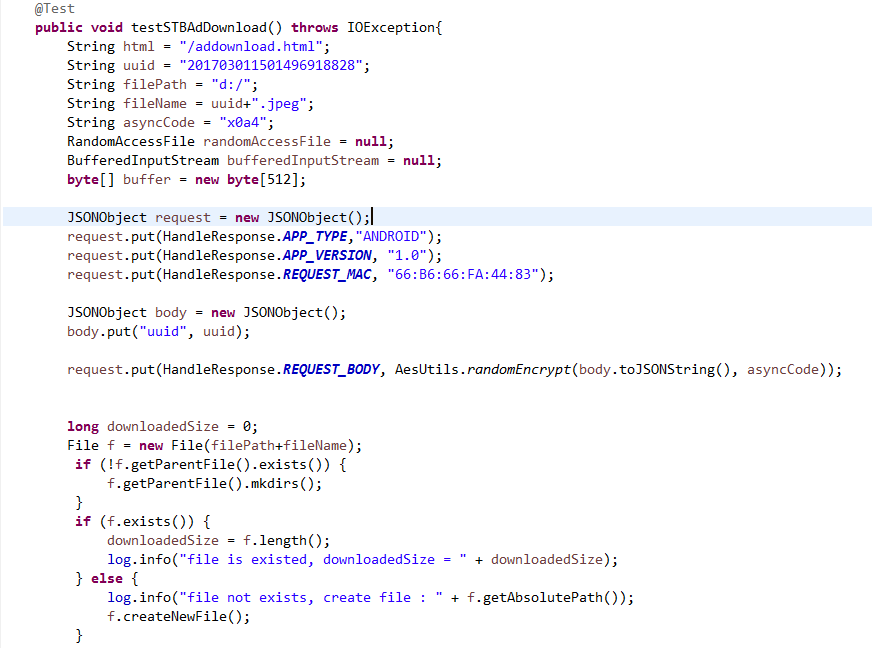 @Test
public void testSTBAdDownload() throws IOException{
    String html = "/addownload.html";
    String uuid = "201703011501496918828";
    String filePath = "d:/";
    String fileName = uuid+".jpeg";
    String asyncCode = "x0a4";
    RandomAccessFile randomAccessFile = null;
    BufferedInputStream bufferedInputStream = null;
    byte[] buffer = new byte[512];
    JSONObject request = new JSONObject();
    request.put(HandleResponse.APP_TYPE,"ANDROID");
    request.put(HandleResponse.APP_VERSION, "1.0");
    request.put(HandleResponse.REQUEST_MAC, "66:B6:66:FA:44:83");
    JSONObject body = new JSONObject();
    body.put("uuid", uuid);
    request.put(HandleResponse.REQUEST_BODY, AesUtils.randomEncrypt(body.toJSONString(), asyncCode));
    long downloadedSize = 0;
    File f = new File(filePath+fileName);
     if (!f.getParentFile().exists()) {
         f.getParentFile().mkdirs();
     }
     if (f.exists()) {
         downloadedSize = f.length();
         log.info("file is existed, downloadedSize = " + downloadedSize);
     } else {
         log.info("file not exists, create file : " + f.getAbsolutePath());
         f.createNewFile();
     }